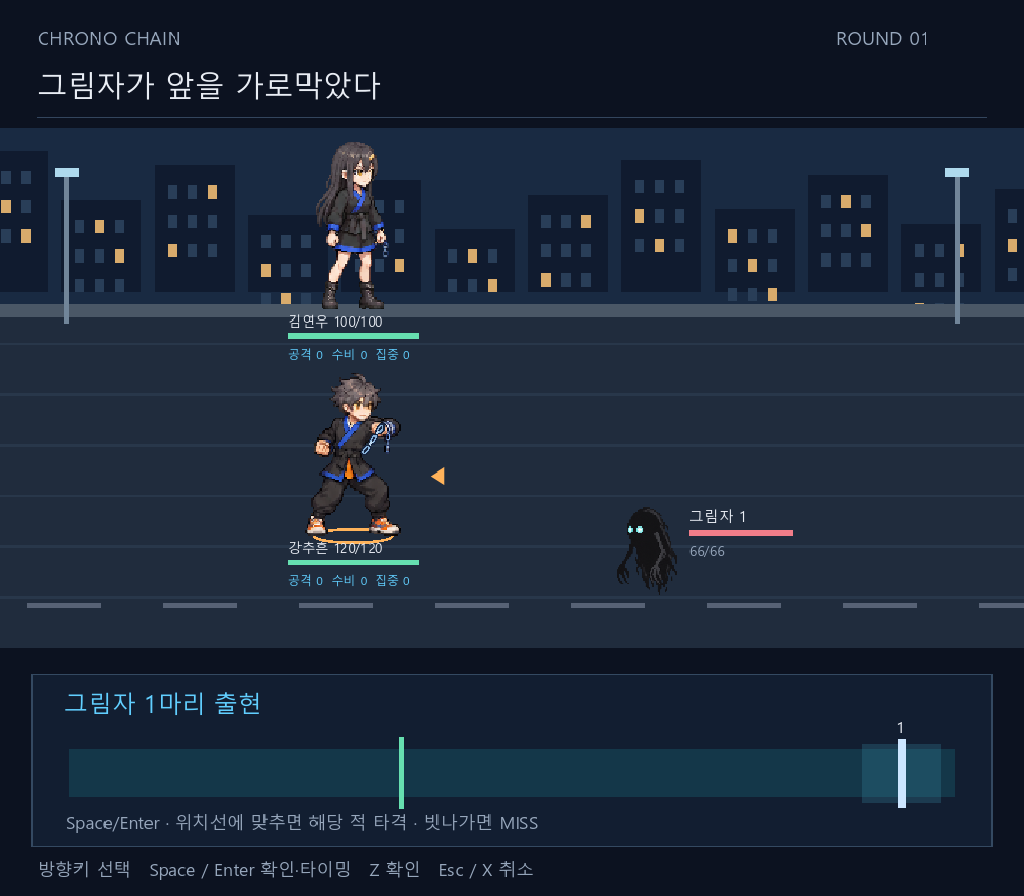 CHRONO CHAIN
ROUND 01
그림자가 앞을 가로막았다
김연우 100/100
공격 0 수비 0 집중 0
강추흔 120/120
공격 0 수비 0 집중 0
그림자 1
66/66
그림자 1마리 출현
1
Space/Enter · 위치선에 맞추면 해당 적 타격 · 빗나가면 MISS
방향키 선택 Space / Enter 확인·타이밍 Z 확인 Esc / X 취소